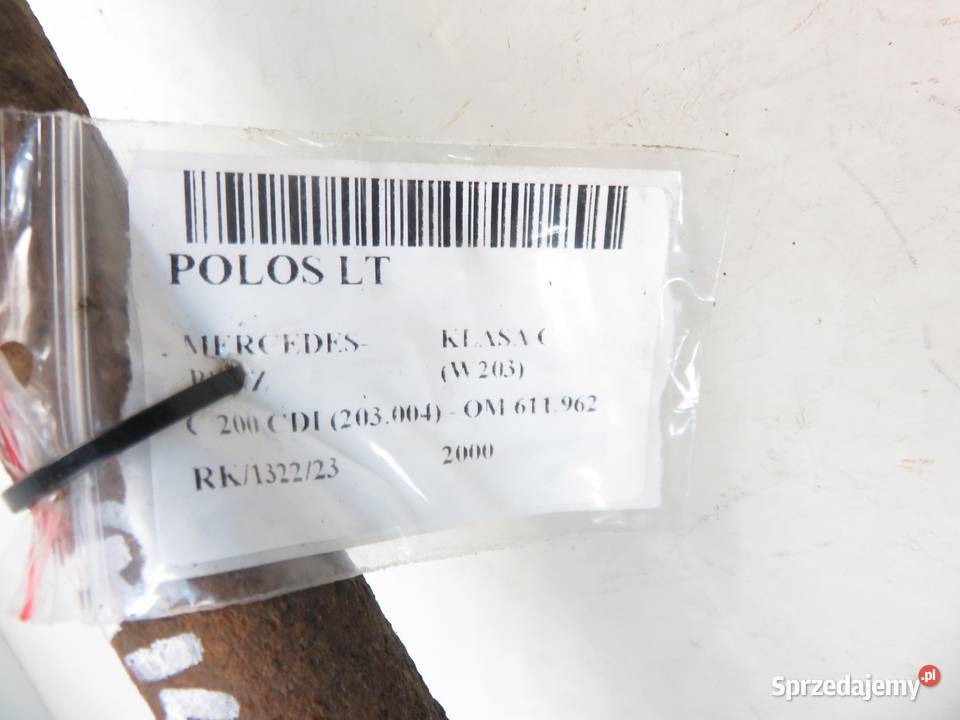 POLOS LT
MERCEDES- KLASA C
(W203)
C 200 CDI (203.004) - OM 611.962
RK/1322/23 2000
Sprzedajemy.pl